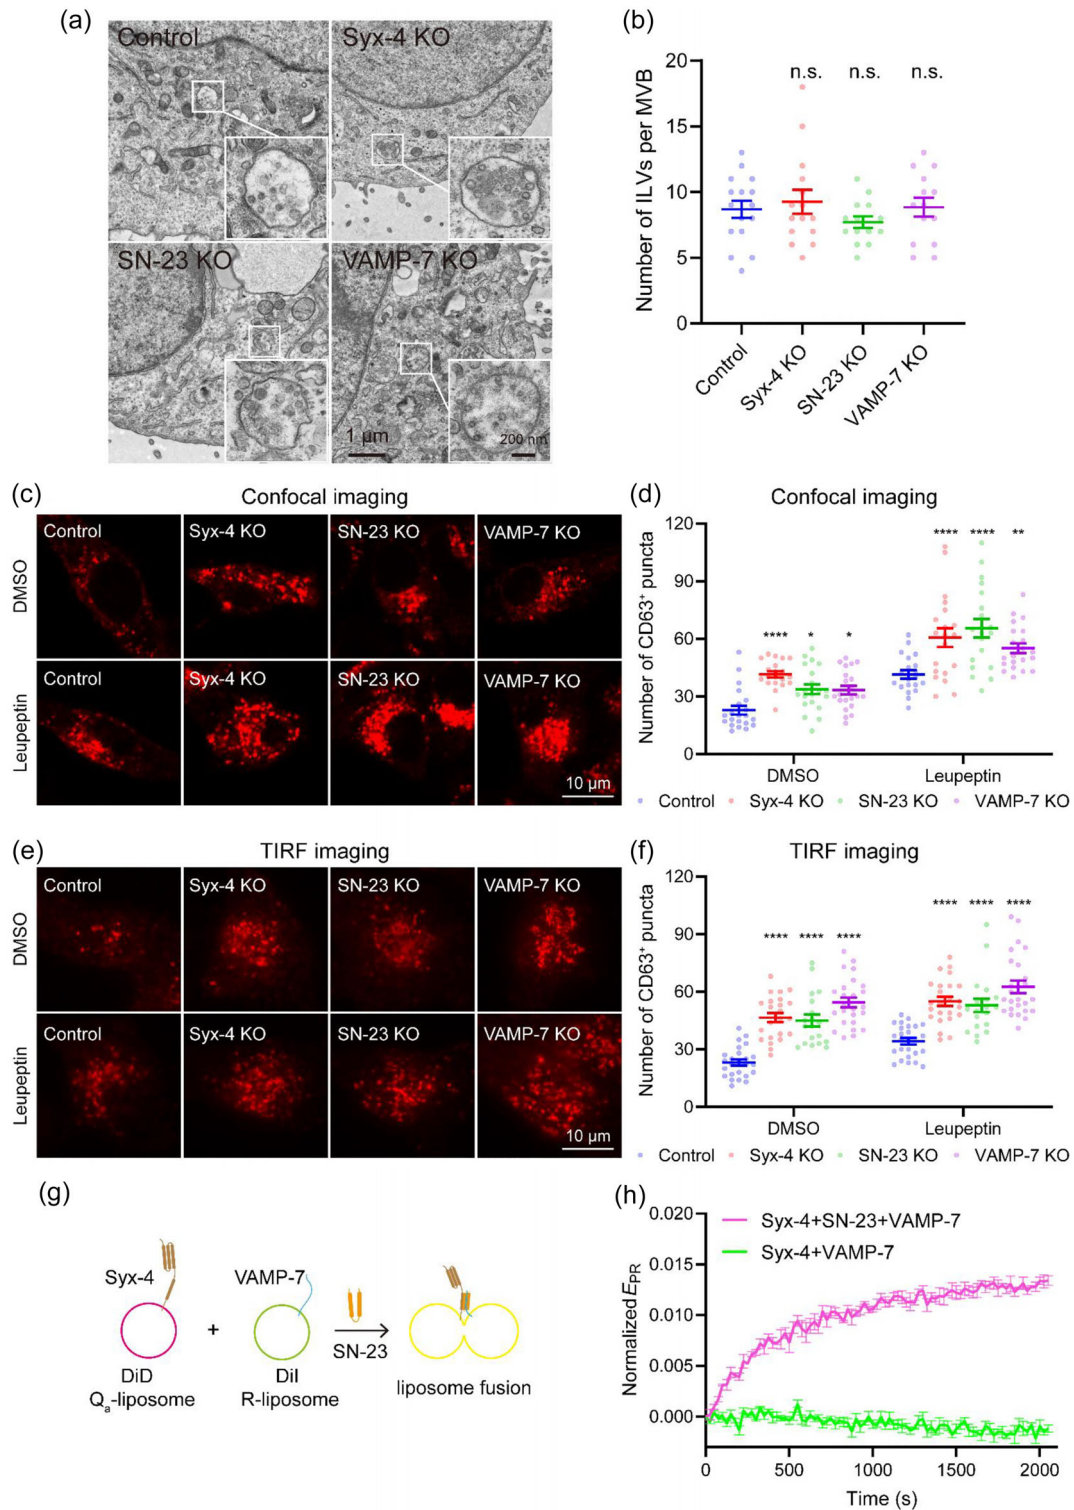 (a)
Control
Syx-4 KO
SN-23 KO
VAMP-7 KO
1 µm
200 nm
(b)
Number of ILVs per MVB
20
15
10
5
0
n.s.
n.s.
n.s.
Control
Syx-4 KO
SN-23 KO
VAMP-7 KO
(c)
Confocal imaging
DMSO
Control
Syx-4 KO
SN-23 KO
VAMP-7 KO
Leupeptin
Control
Syx-4 KO
SN-23 KO
VAMP-7 KO
10 µm
(d)
Confocal imaging
Number of CD63⁺ puncta
120
90
60
30
0
**** * *
**** **** **
DMSO
Leupeptin
Control Syx-4 KO SN-23 KO VAMP-7 KO
(e)
TIRF imaging
DMSO
Control
Syx-4 KO
SN-23 KO
VAMP-7 KO
Leupeptin
Control
Syx-4 KO
SN-23 KO
VAMP-7 KO
10 µm
(f)
TIRF imaging
Number of CD63⁺ puncta
120
90
60
30
0
**** **** ****
**** **** ****
DMSO
Leupeptin
Control Syx-4 KO SN-23 KO VAMP-7 KO
(g)
Syx-4
VAMP-7
+
SN-23
DiD
Qₐ-liposome
DiI
R-liposome
liposome fusion
(h)
Normalized EPR
0.020
0.015
0.010
0.005
0.000
Syx-4+SN-23+VAMP-7
Syx-4+VAMP-7
0
500
1000
1500
2000
Time (s)